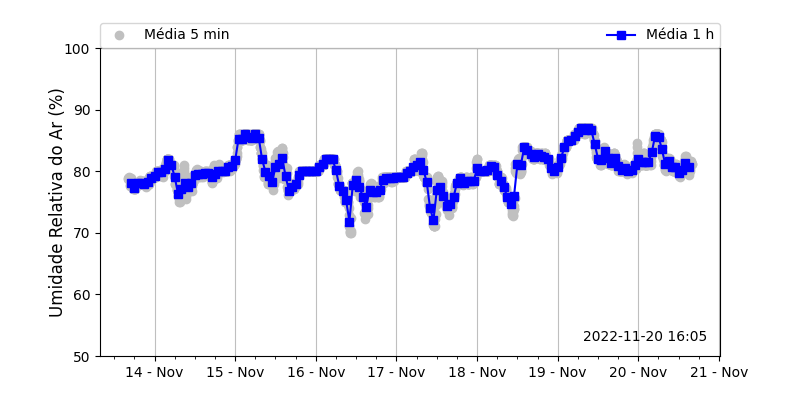 Média 5 min
Média 1 h
Umidade Relativa do Ar (%)
100
90
80
70
60
50
2022-11-20 16:05
14 - Nov
15 - Nov
16 - Nov
17 - Nov
18 - Nov
19 - Nov
20 - Nov
21 - Nov